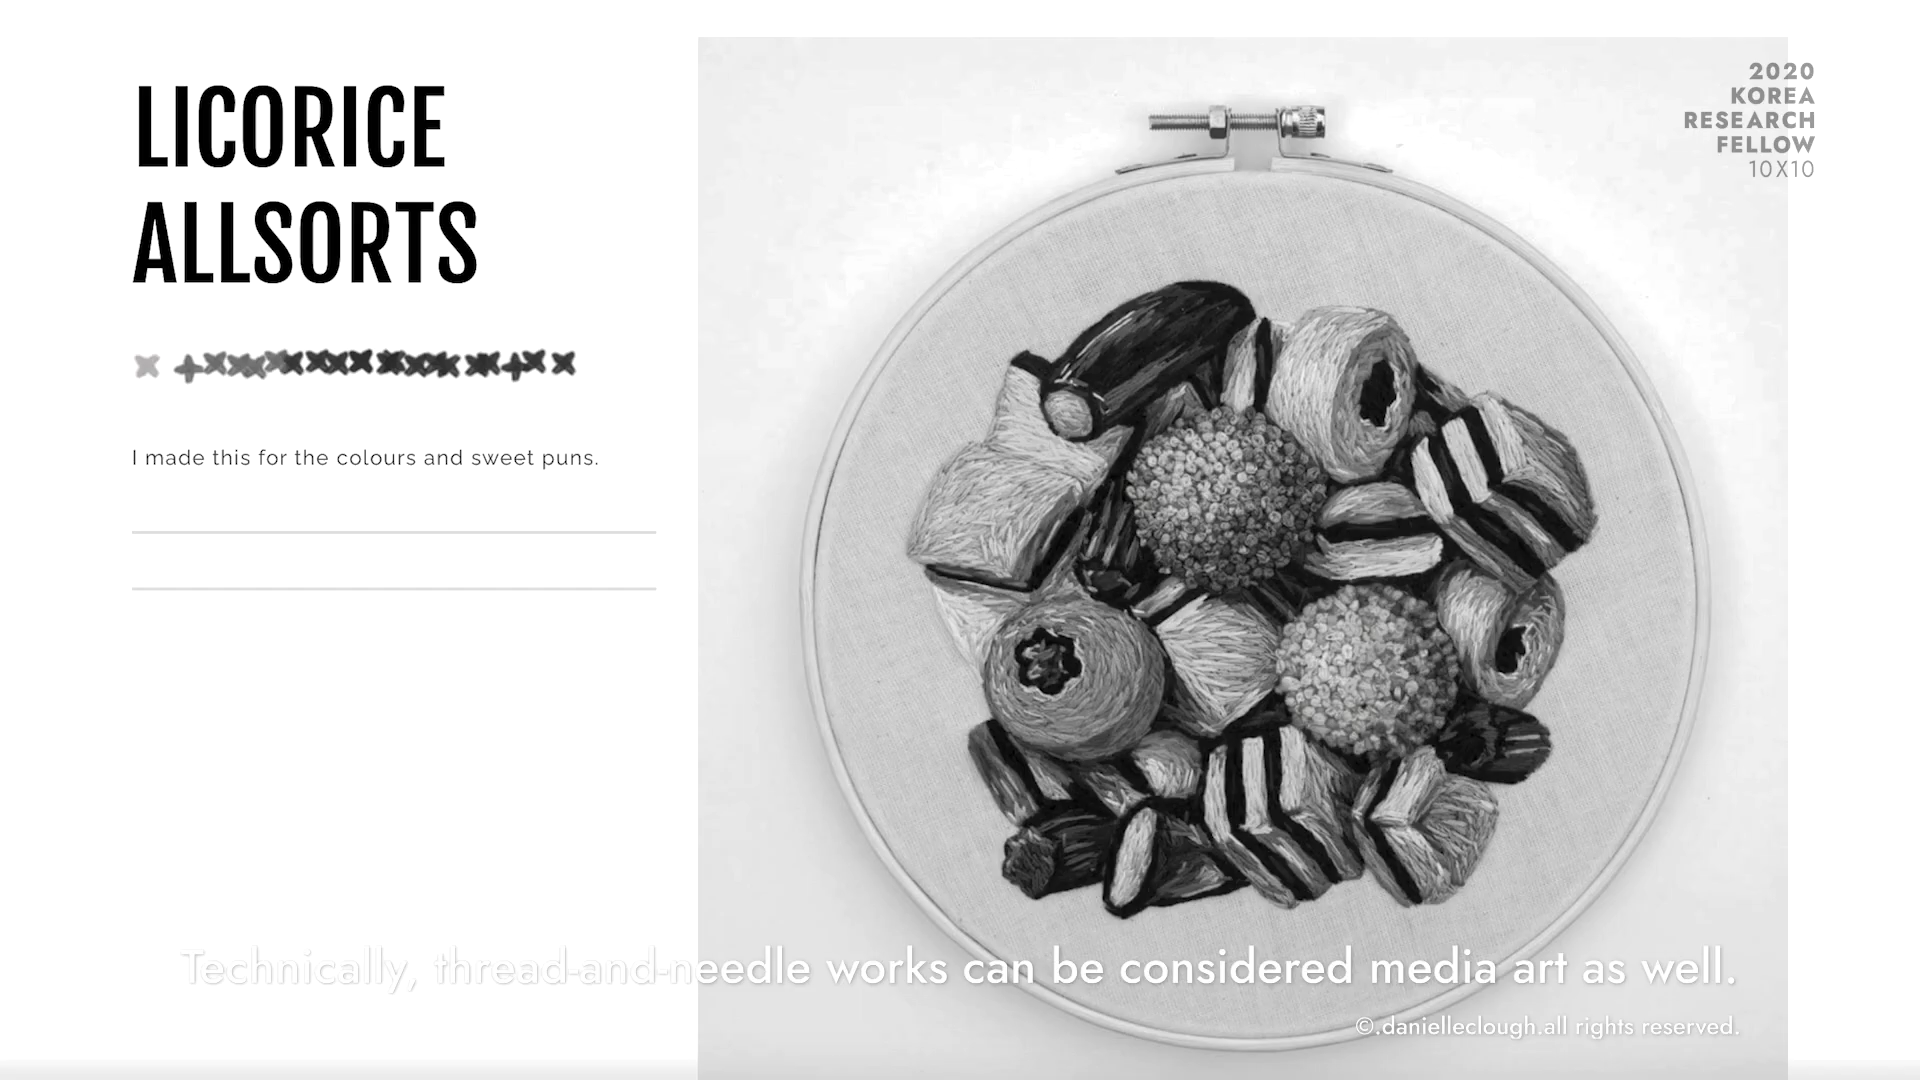 LICORICE
ALLSORTS
I made this for the colours and sweet puns.
2020
KOREA
RESEARCH
FELLOW
10X10
Technically, thread-and-needle works can be considered media art as well.
©.danielleclough.all rights reserved.